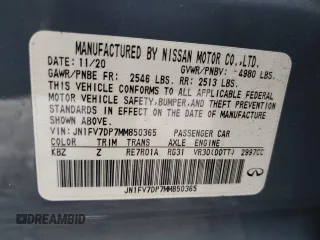 MANUFACTURED BY NISSAN MOTOR CO.,LTD.
DATE: 11/20 GVWR/PNBV: 4980 LBS.
GAWR/PNBE FR: 2546 LBS. RR: 2513 LBS.
THIS VEHICLE CONFORMS TO ALL APPLICABLE
FEDERAL MOTOR VEHICLE SAFETY, BUMPER, AND THEFT PREVENTION
STANDARDS IN EFFECT ON THE DATE OF MANUFACTURE SHOWN ABOVE.
VIN: JN1FV7DP7MM850365 PASSENGER CAR
COLOR TRIM TRANS AXLE ENGINE
KBZ Z RE7R01A RG31 VR30(DDTT) 2997CC
JN1FV7DP7MM850365